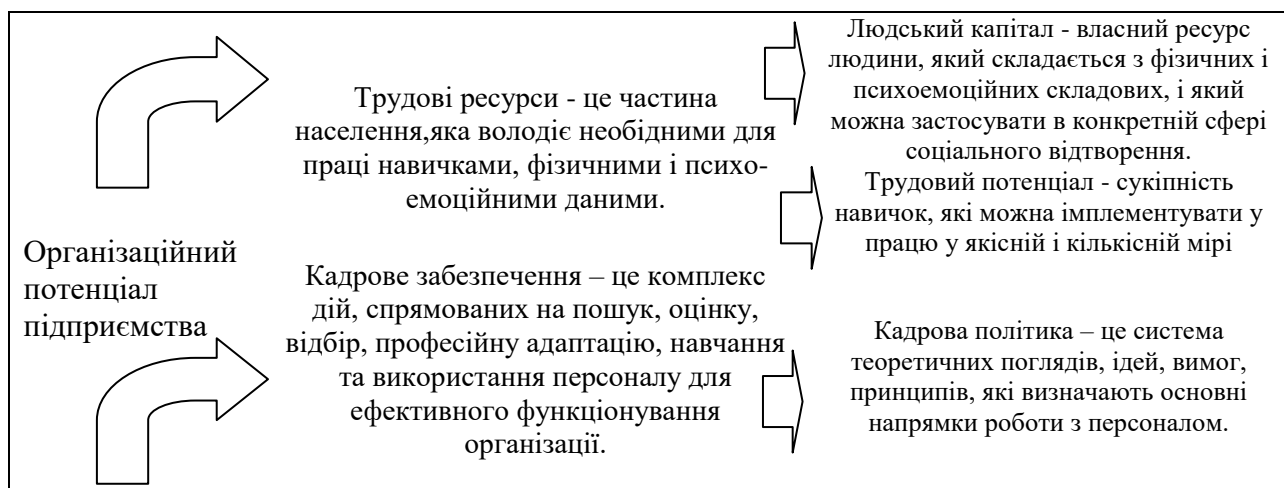 Організаційний
потенціал
підприємства
Трудові ресурси - це частина
населення,яка володіє необідними для
праці навичками, фізичними і психо-
емоційними даними.
Кадрове забезпечення – це комплекс
дій, спрямованих на пошук, оцінку,
відбір, професійну адаптацію, навчання
та використання персоналу для
ефективного функціонування
організації.
Людський капітал - власний ресурс
людини, який складається з фізичних і
психоемоційних складових, і який
можна застосувати в конкретній сфері
соціального відтворення.
Трудовий потенціал - сукіпність
навичок, які можна імплементувати у
працю у якісній і кількісній мірі
Кадрова політика – це система
теоретичних поглядів, ідей, вимог,
принципів, які визначають основні
напрямки роботи з персоналом.